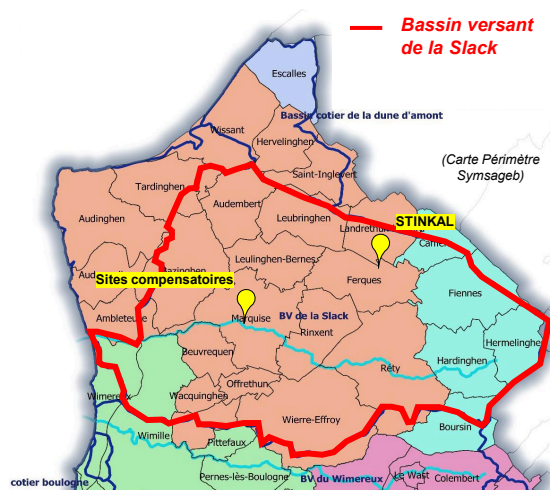 Bassin versant
de la Slack
Escalles
Bassin cotier de la dune d'amont
Wissant
Hervelinghen
(Carte Périmètre
Symsageb)
Saint-Inglevert
Tardinghen
Audembert
Leubringhen
STINKAL
Audinghen
Landrethun
Leulinghen-Bernes
Ferques
Fiennes
Sites compensatoires
Ambleteuse
Marquise
BV de la Slack
Rinxent
Hermelinghen
Beuvrequen
Hardinghen
Réty
Offrethun
Wimereux
Wacquinghen
Wierre-Effroy
Boursin
Wimille
Pittefaux
Pernes-lès-Boulogne
BV du Wimereux
Le Wast
Colembert
cotier boulogne